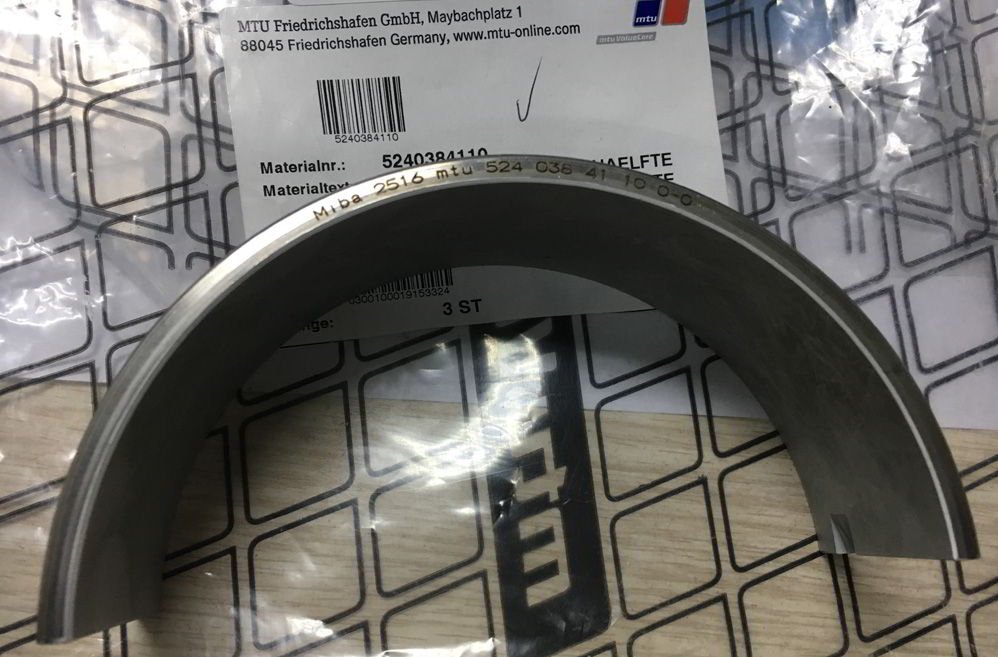 MTU Friedrichshafen GmbH, Maybachplatz 1
88045 Friedrichshafen Germany, www.mtu-online.com
mtu
mtu ValueCare
5240384110
Materialnr.: 5240384110
Miba 2516 mtu 524 038 41 10 0-0
0300100019153324
3 ST